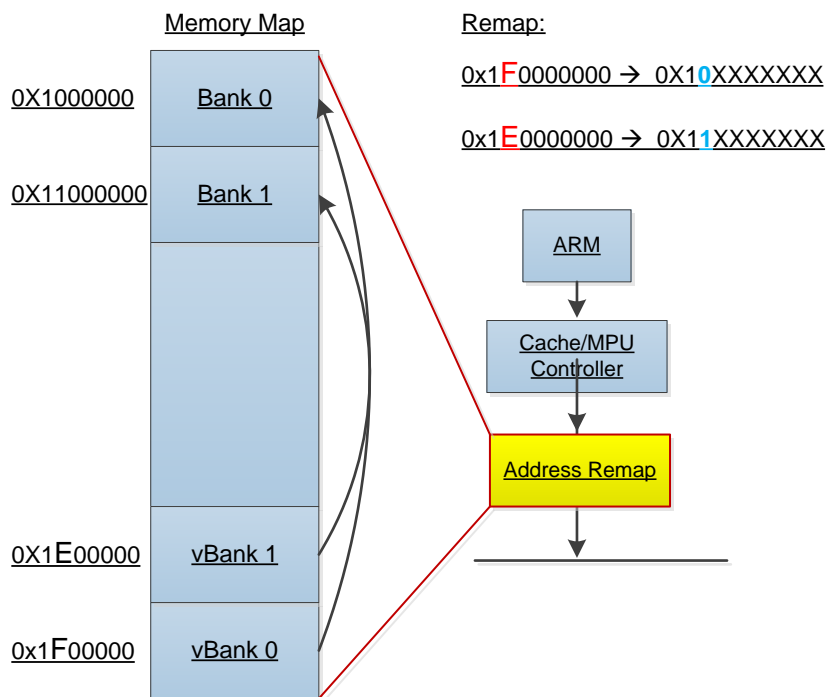 Memory Map
Remap:
0x1F0000000 → 0X10XXXXXXX
0x1E0000000 → 0X11XXXXXXX
0X1000000
Bank 0
0X11000000
Bank 1
ARM
Cache/MPU
Controller
Address Remap
0X1E00000
vBank 1
0x1F00000
vBank 0